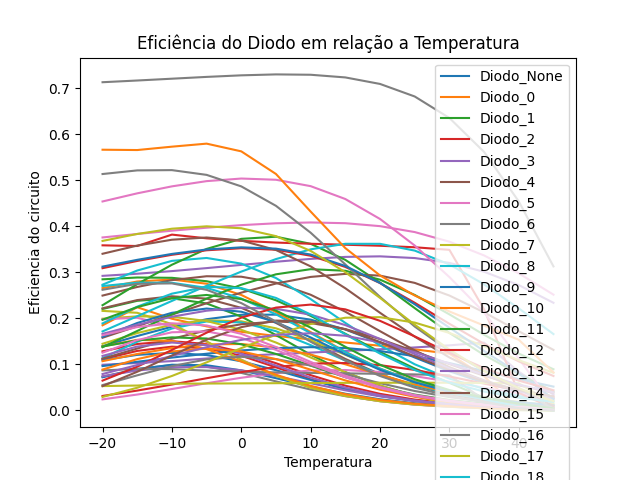 Eficiência do Diodo em relação a Temperatura
Eficiencia do circuito
0.7
0.6
0.5
0.4
0.3
0.2
0.1
0.0
−20
−10
0
10
20
30
40
Temperatura
Diodo_None
Diodo_0
Diodo_1
Diodo_2
Diodo_3
Diodo_4
Diodo_5
Diodo_6
Diodo_7
Diodo_8
Diodo_9
Diodo_10
Diodo_11
Diodo_12
Diodo_13
Diodo_14
Diodo_15
Diodo_16
Diodo_17
Diodo_18